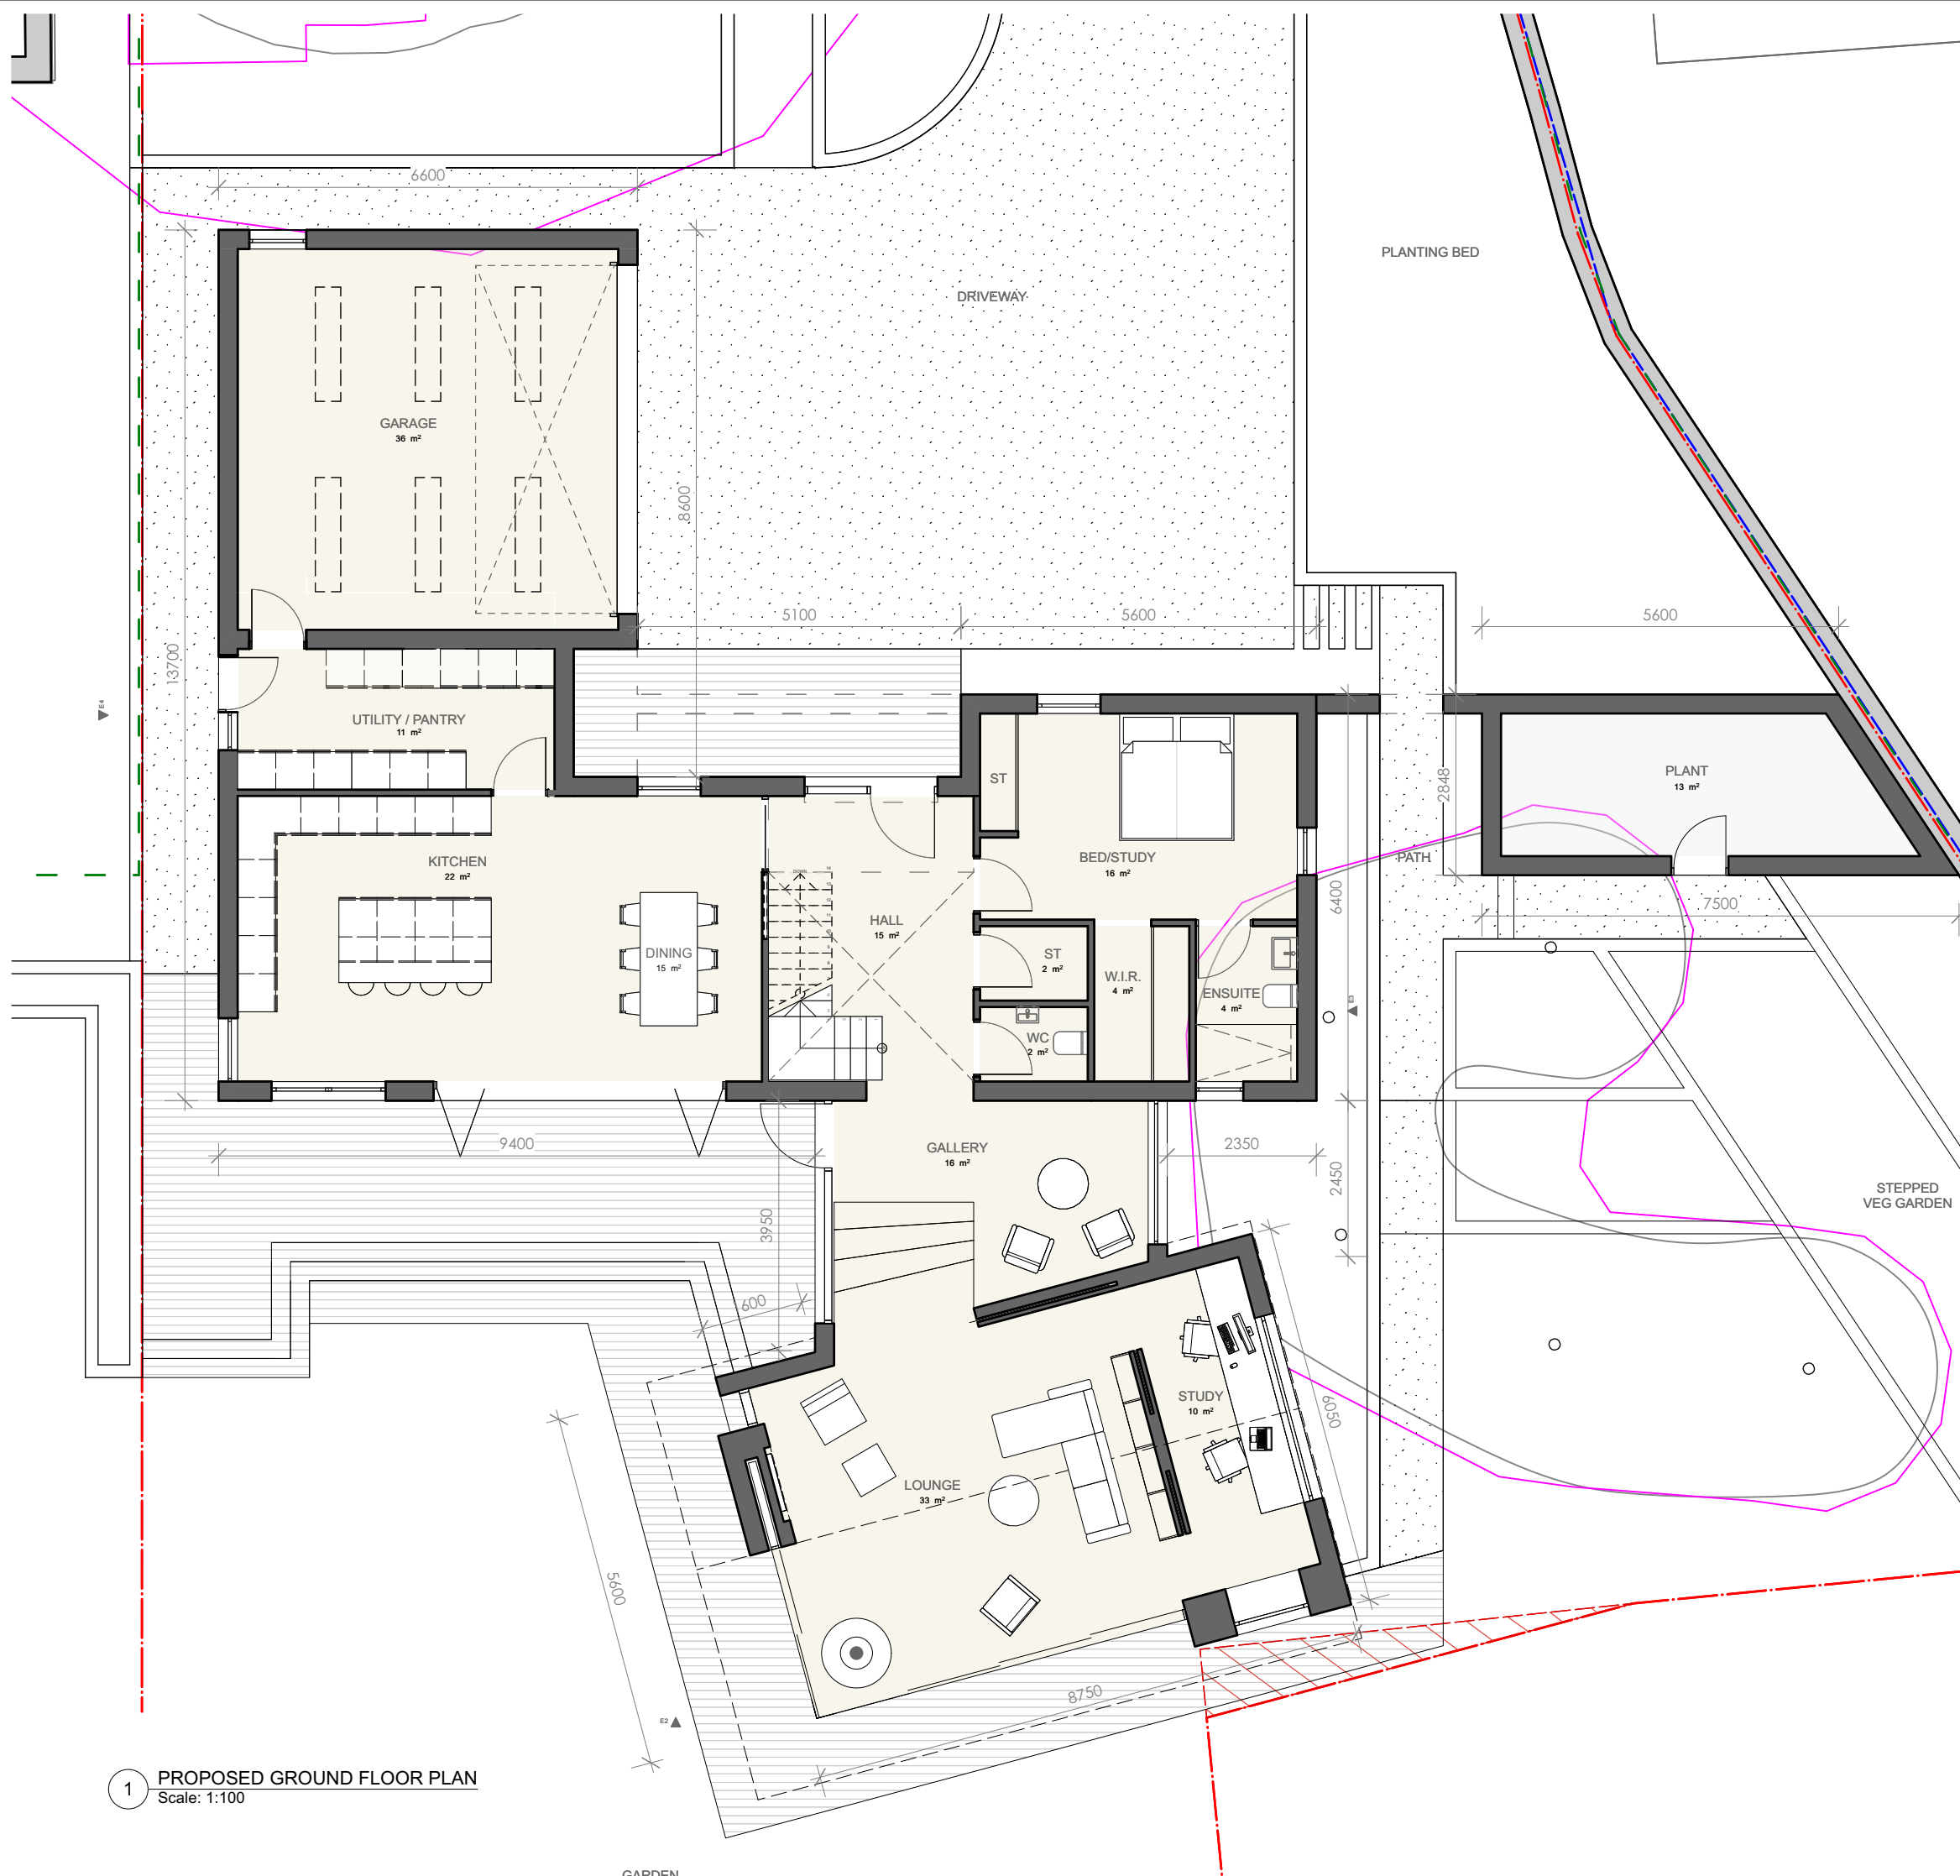 6600
PLANTING BED
DRIVEWAY
GARAGE
36 m²
8600
5100
5600
5600
13700
E4
UTILITY / PANTRY
11 m²
ST
PLANT
13 m²
2848
KITCHEN
22 m²
BED/STUDY
16 m²
PATH
DOWN
6400
7500
HALL
15 m²
DINING
15 m²
ST
2 m²
W.I.R.
4 m²
ENSUITE
4 m²
E3
WC
2 m²
9400
GALLERY
16 m²
2350
2450
STEPPED
VEG GARDEN
3950
600
STUDY
10 m²
6050
LOUNGE
33 m²
5600
8750
E2
1
PROPOSED GROUND FLOOR PLAN
Scale: 1:100
GARDEN